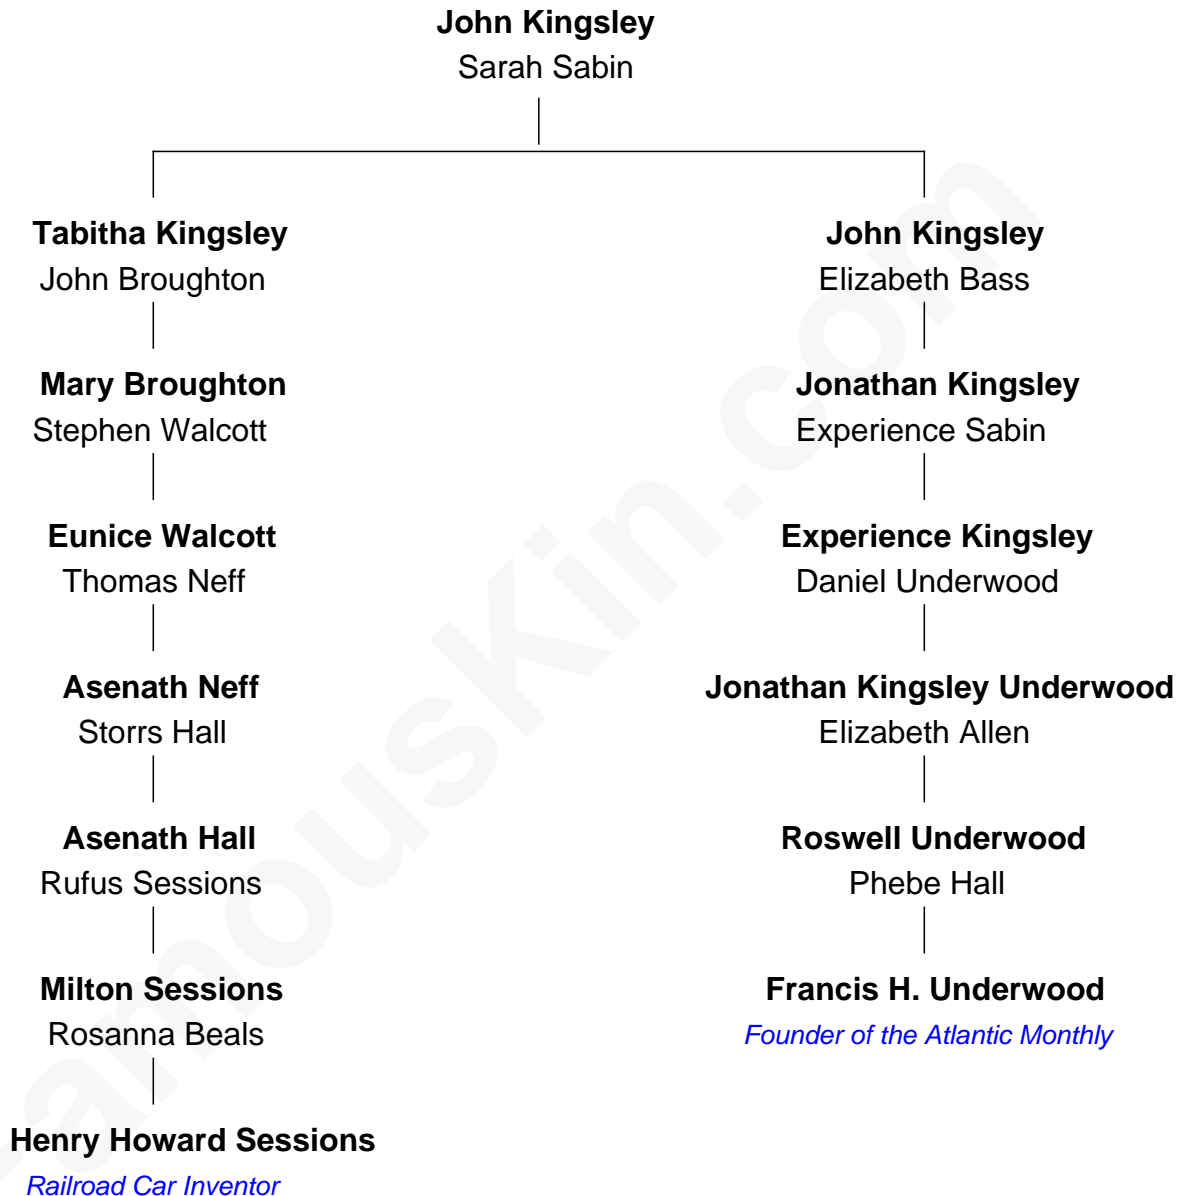 John Kingsley
Sarah Sabin
Tabitha Kingsley
John Broughton
Mary Broughton
Stephen Walcott
Eunice Walcott
Thomas Neff
Asenath Neff
Storrs Hall
Asenath Hall
Rufus Sessions
Milton Sessions
Rosanna Beals
Henry Howard Sessions
Railroad Car Inventor
John Kingsley
Elizabeth Bass
Jonathan Kingsley
Experience Sabin
Experience Kingsley
Daniel Underwood
Jonathan Kingsley Underwood
Elizabeth Allen
Roswell Underwood
Phebe Hall
Francis H. Underwood
Founder of the Atlantic Monthly
FamousKin.com